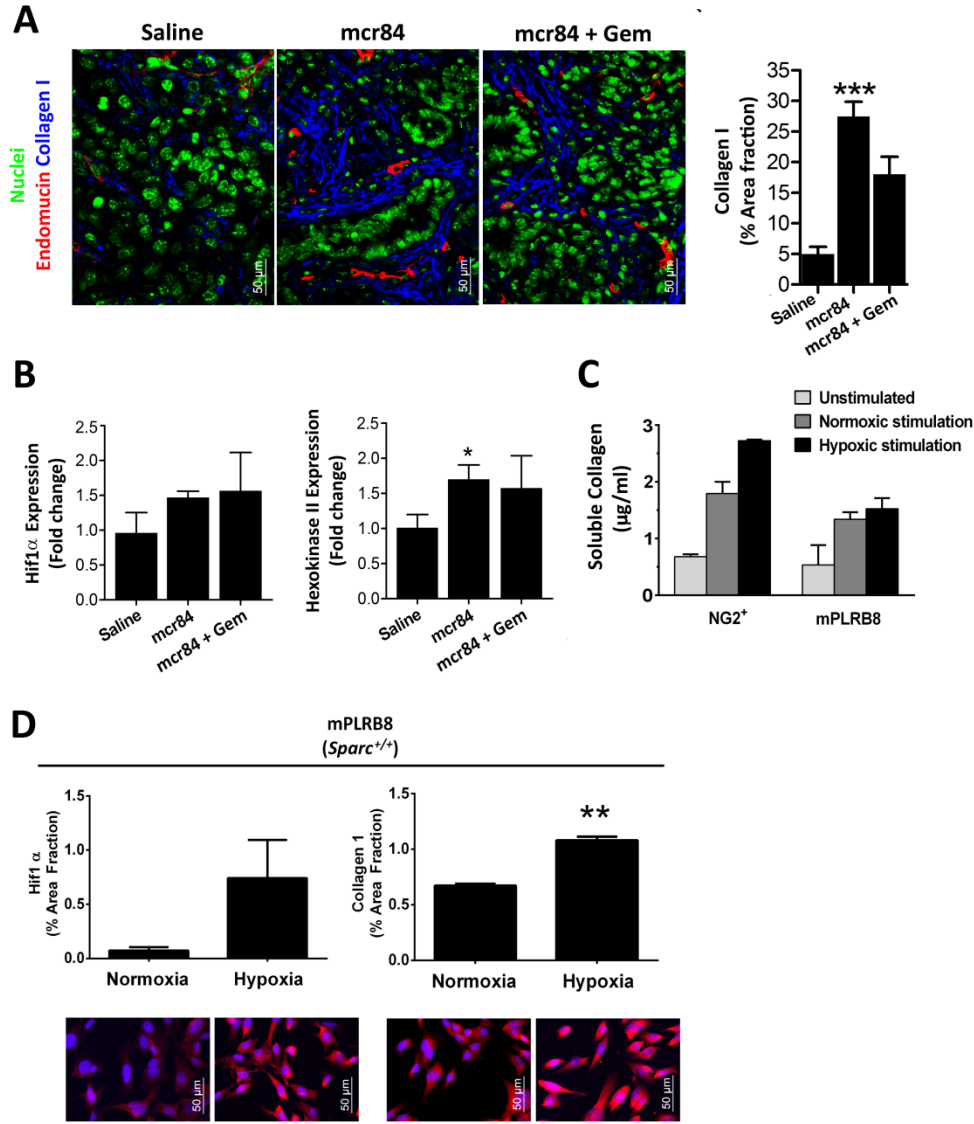 A
Saline
mcr84
mcr84 + Gem
Nuclei
Endomucin Collagen I
50 µm
50 µm
50 µm
Collagen I
(% Area fraction)
35
30
25
20
15
10
5
0
***
Saline
mcr84
mcr84 + Gem
B
Hif1α Expression
(Fold change)
2.5
2.0
1.5
1.0
0.5
0.0
Saline
mcr84
mcr84 + Gem
Hexokinase II Expression
(Fold change)
2.5
2.0
1.5
1.0
0.5
0.0
*
Saline
mcr84
mcr84 + Gem
C
Unstimulated
Normoxic stimulation
Hypoxic stimulation
Soluble Collagen
(µg/ml)
3
2
1
0
NG2⁺
mPLRB8
D
mPLRB8
(Sparc⁺/⁺)
Hif1 α
(% Area Fraction)
1.5
1.0
0.5
0.0
Normoxia
Hypoxia
Collagen 1
(% Area Fraction)
1.5
1.0
0.5
0.0
**
Normoxia
Hypoxia
50 µm
50 µm
50 µm
50 µm